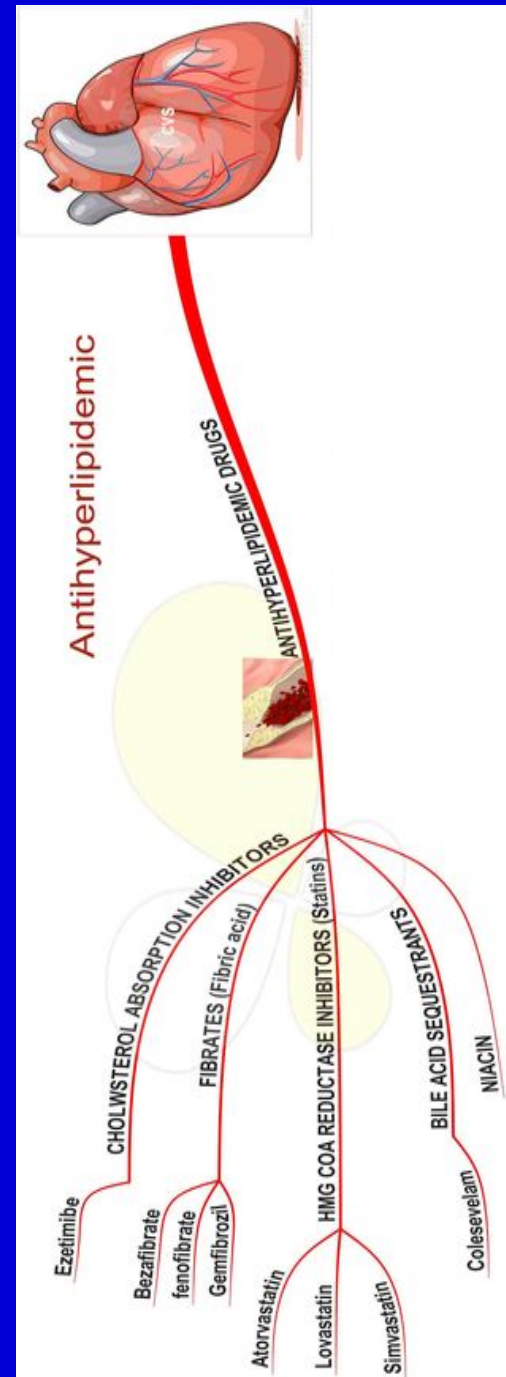 Antihyperlipidemic
CVS
ANTIHYPERLIPIDEMIC DRUGS
CHOLWSTEROL ABSORPTION INHIBITORS
Ezetimibe
FIBRATES (Fibric acid)
Bezafibrate
fenofibrate
Gemfibrozil
HMG COA REDUCTASE INHIBITORS (Statins)
Atorvastatin
Lovastatin
Simvastatin
BILE ACID SEQUESTRANTS
Colesevelam
NIACIN